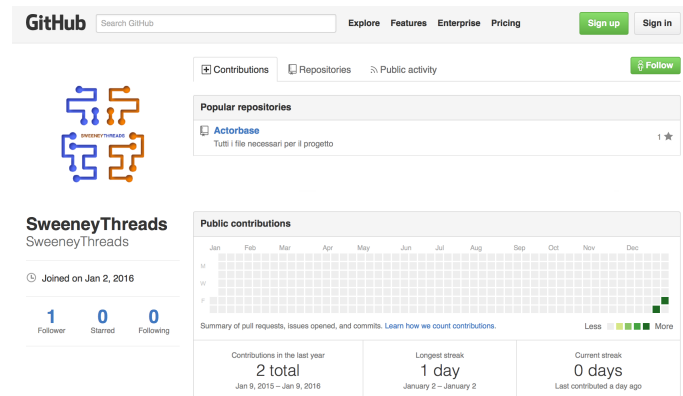 GitHub Search GitHub Explore Features Enterprise Pricing Sign up Sign in
Contributions Repositories Public activity Follow
SWEENEYTHREADS
Popular repositories
Actorbase
Tutti i file necessari per il progetto
1
SweeneyThreads
SweeneyThreads
Joined on Jan 2, 2016
1 0 0
Follower Starred Following
Public contributions
Jan Feb Mar Apr May Jun Jul Aug Sep Oct Nov Dec
M
W
F
Summary of pull requests, issues opened, and commits. Learn how we count contributions. Less More
Contributions in the last year
2 total
Jan 9, 2015 – Jan 9, 2016
Longest streak
1 day
January 2 – January 2
Current streak
0 days
Last contributed a day ago